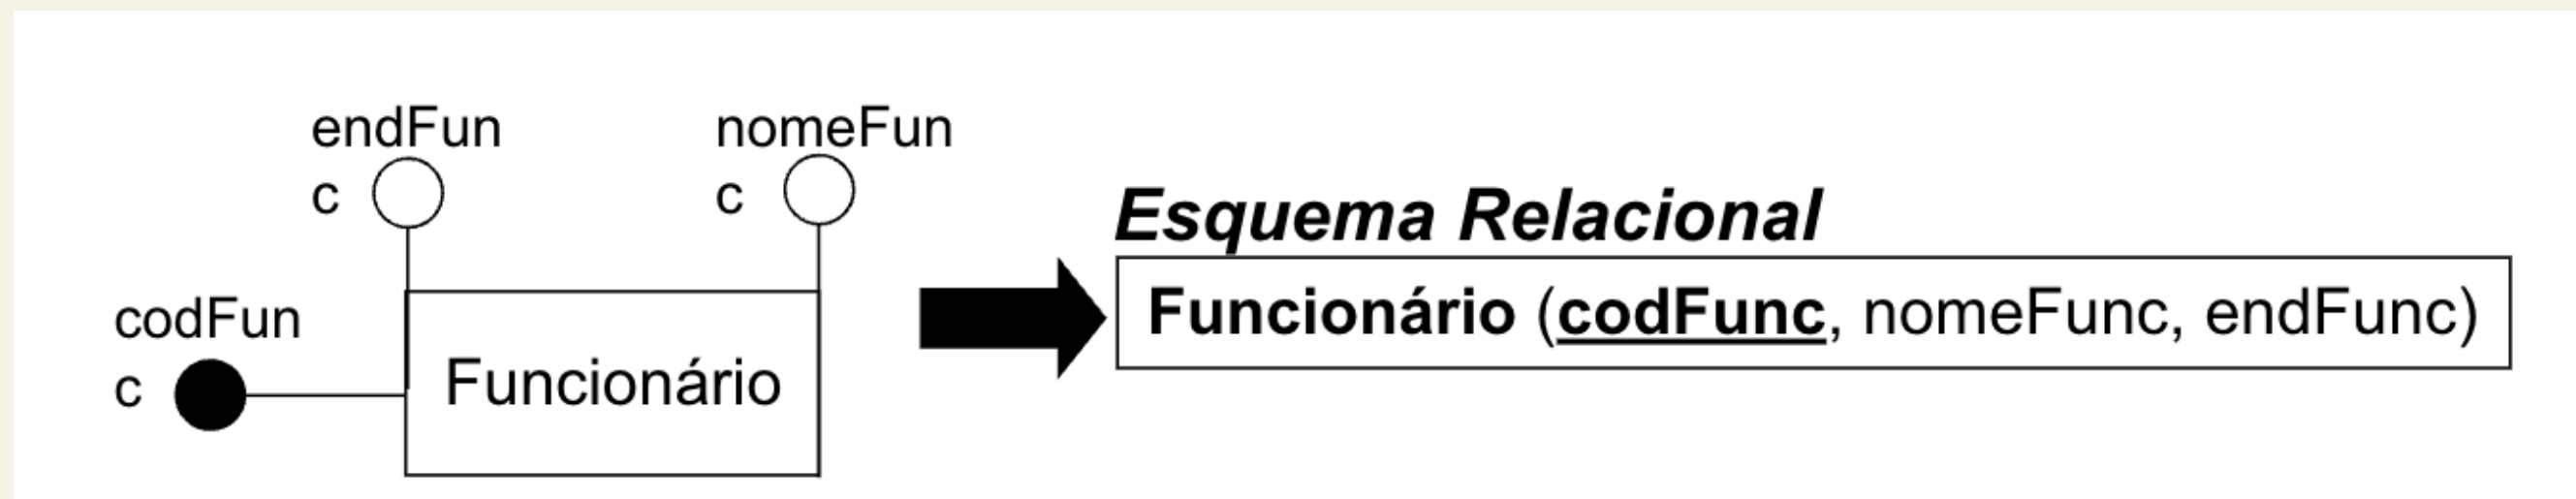 endFun
c
nomeFun
c
codFun
c
Funcionário
Esquema Relacional
Funcionário (codFunc, nomeFunc, endFunc)